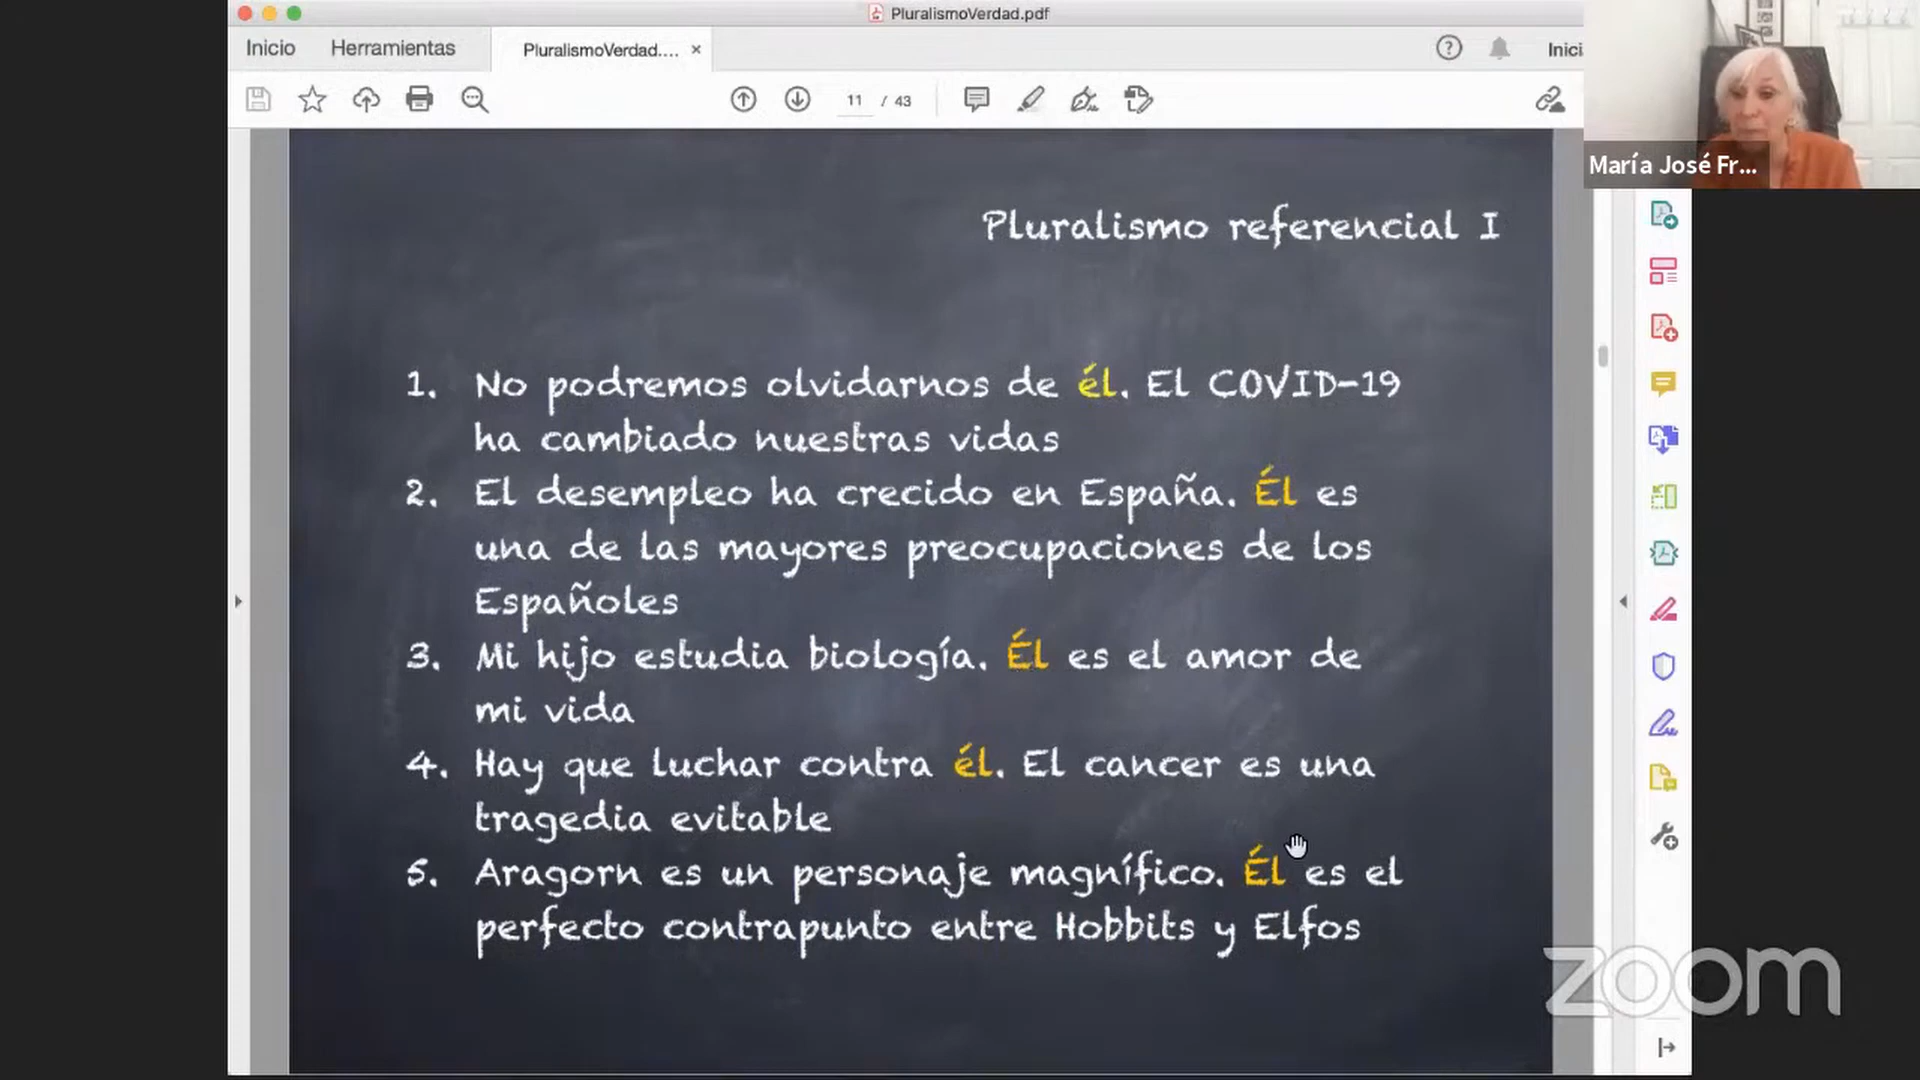 PluralismoVerdad.pdf
Inicio
Herramientas
PluralismoVerdad....
Inici
11 / 43
María José Fr...
Pluralismo referencial I
1. No podremos olvidarnos de él. El COVID-19
ha cambiado nuestras vidas
2. El desempleo ha crecido en España. Él es
una de las mayores preocupaciones de los
Españoles
3. Mi hijo estudia biología. Él es el amor de
mi vida
4. Hay que luchar contra él. El cancer es una
tragedia evitable
5. Aragorn es un personaje magnífico. Él es el
perfecto contrapunto entre Hobbits y Elfos
zoom